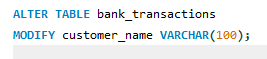 ALTER TABLE bank_transactions
MODIFY customer_name VARCHAR(100);